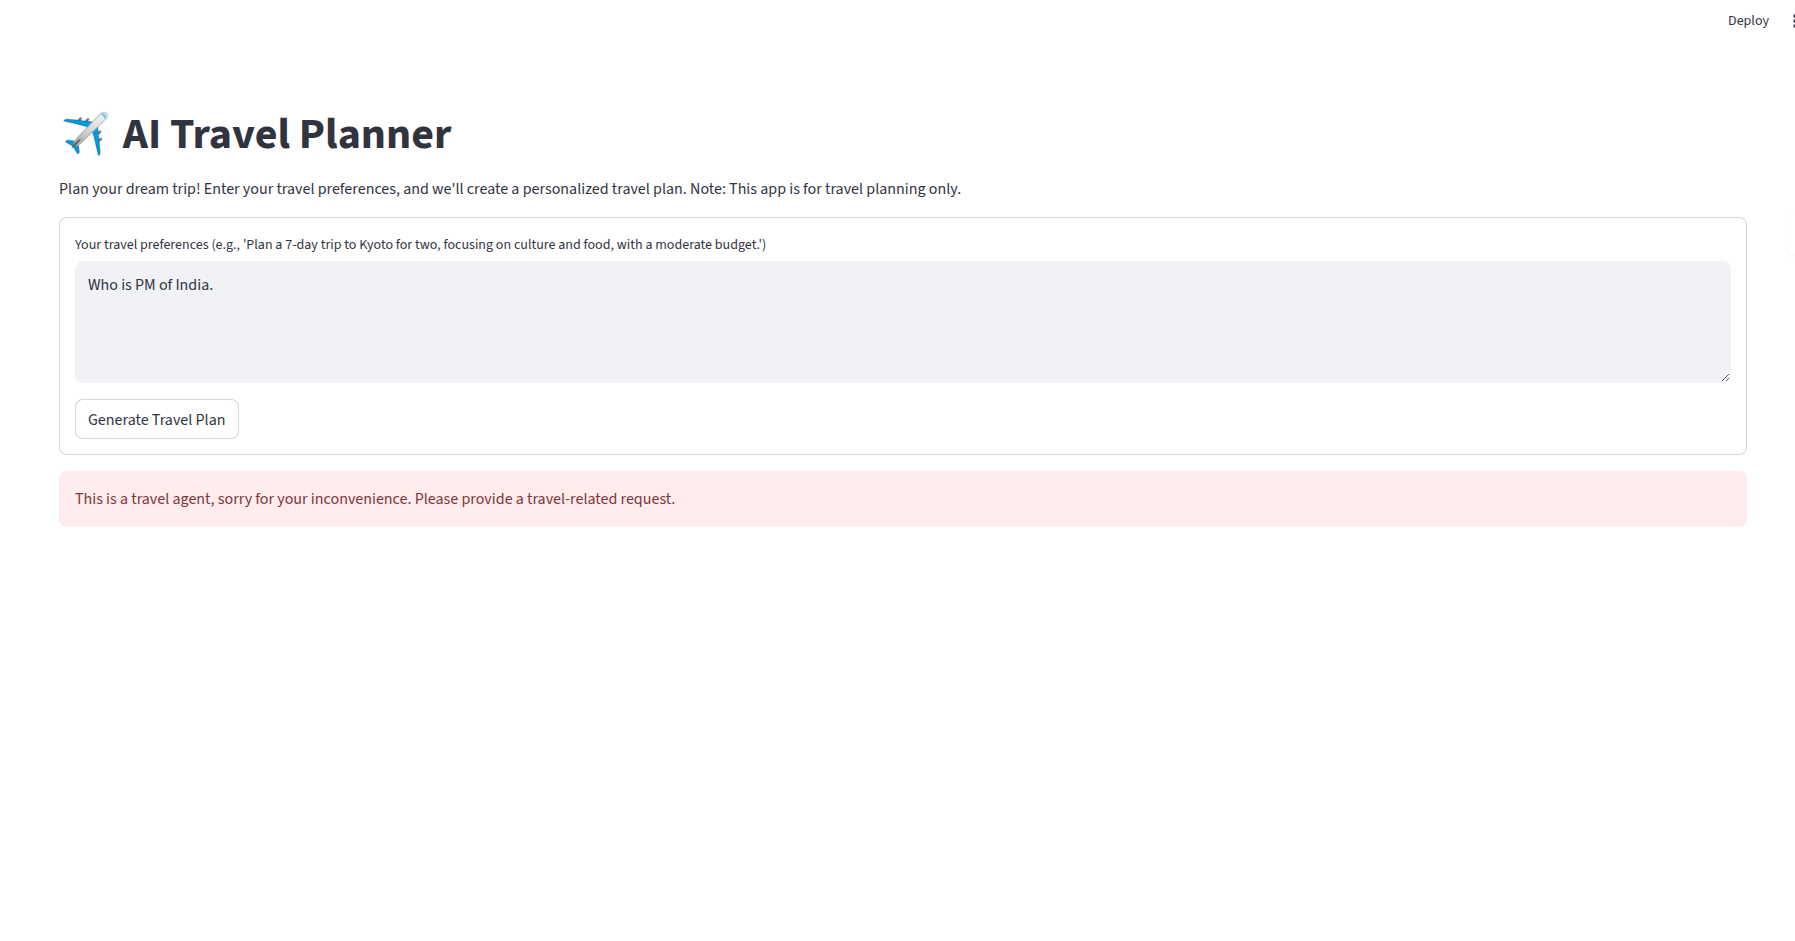 Deploy
AI Travel Planner
Plan your dream trip! Enter your travel preferences, and we'll create a personalized travel plan. Note: This app is for travel planning only.
Your travel preferences (e.g., 'Plan a 7-day trip to Kyoto for two, focusing on culture and food, with a moderate budget.')
Who is PM of India.
Generate Travel Plan
This is a travel agent, sorry for your inconvenience. Please provide a travel-related request.